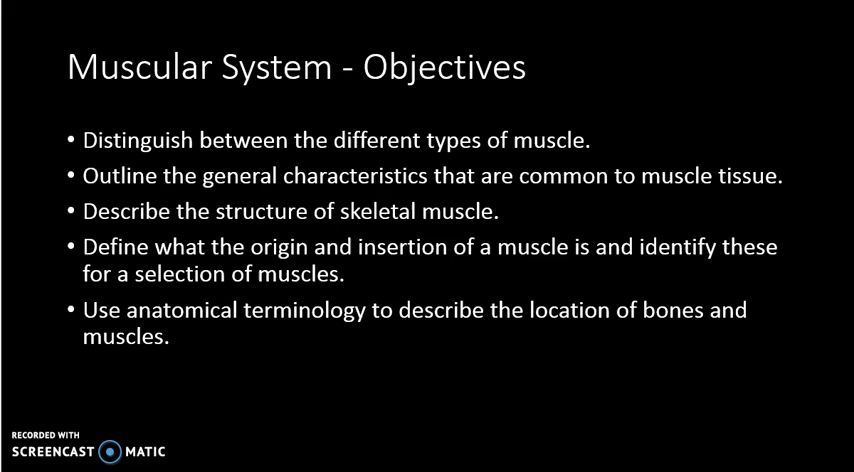 Muscular System - Objectives
• Distinguish between the different types of muscle.
• Outline the general characteristics that are common to muscle tissue.
• Describe the structure of skeletal muscle.
• Define what the origin and insertion of a muscle is and identify these
for a selection of muscles.
• Use anatomical terminology to describe the location of bones and
muscles.
RECORDED WITH
SCREENCAST MATIC